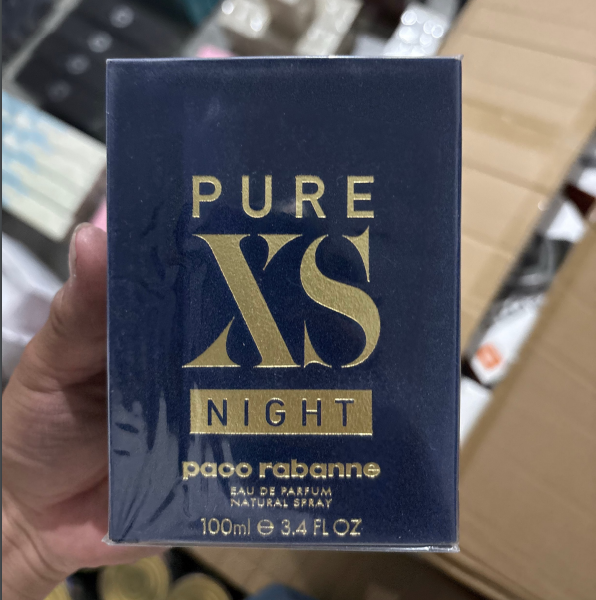 PURE
XS
NIGHT
paco rabanne
EAU DE PARFUM
NATURAL SPRAY
100ml ℮ 3.4 FL OZ